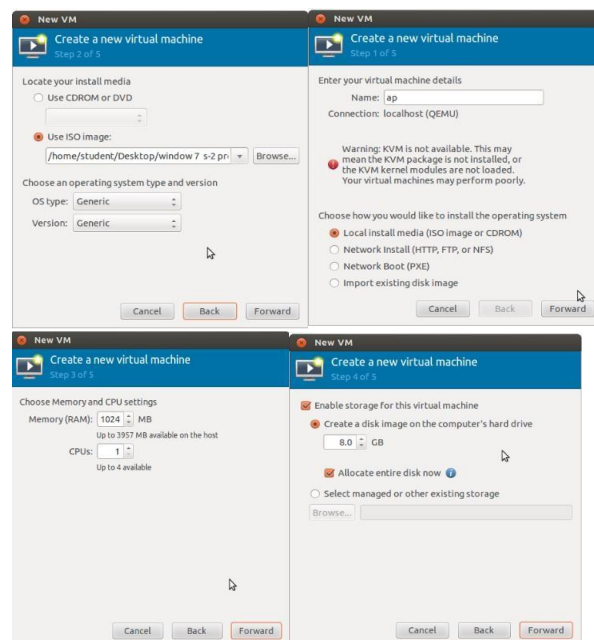 New VM
Create a new virtual machine
Step 2 of 5
Locate your install media
Use CDROM or DVD
Use ISO image:
/home/student/Desktop/window 7 s-2 pr Browse...
Choose an operating system type and version
OS type: Generic
Version: Generic
Cancel Back Forward
New VM
Create a new virtual machine
Step 1 of 5
Enter your virtual machine details
Name: ap
Connection: localhost (QEMU)
Warning: KVM is not available. This may
mean the KVM package is not installed, or
the KVM kernel modules are not loaded.
Your virtual machines may perform poorly.
Choose how you would like to install the operating system
Local install media (ISO image or CDROM)
Network Install (HTTP, FTP, or NFS)
Network Boot (PXE)
Import existing disk image
Cancel Back Forward
New VM
Create a new virtual machine
Step 3 of 5
Choose Memory and CPU settings
Memory (RAM): 1024 MB
Up to 3957 MB available on the host
CPUs: 1
Up to 4 available
Cancel Back Forward
New VM
Create a new virtual machine
Step 4 of 5
Enable storage for this virtual machine
Create a disk image on the computer's hard drive
8.0 GB
Allocate entire disk now
Select managed or other existing storage
Browse...
Cancel Back Forward